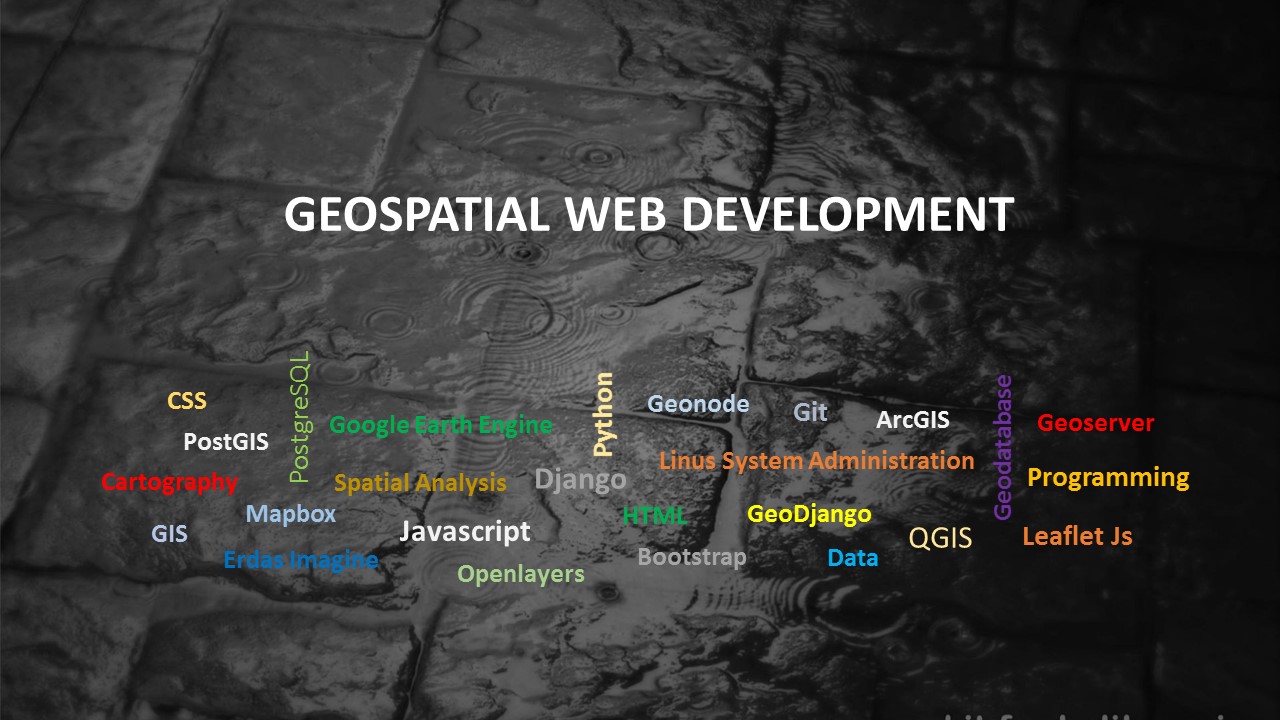 GEOSPATIAL WEB DEVELOPMENT
CSS
PostgreSQL
Python
Geonode
Git
ArcGIS
Geodatabase
Geoserver
PostGIS
Google Earth Engine
Linus System Administration
Programming
Cartography
Spatial Analysis
Django
Mapbox
HTML
GeoDjango
GIS
Javascript
QGIS
Leaflet Js
Erdas Imagine
Openlayers
Bootstrap
Data